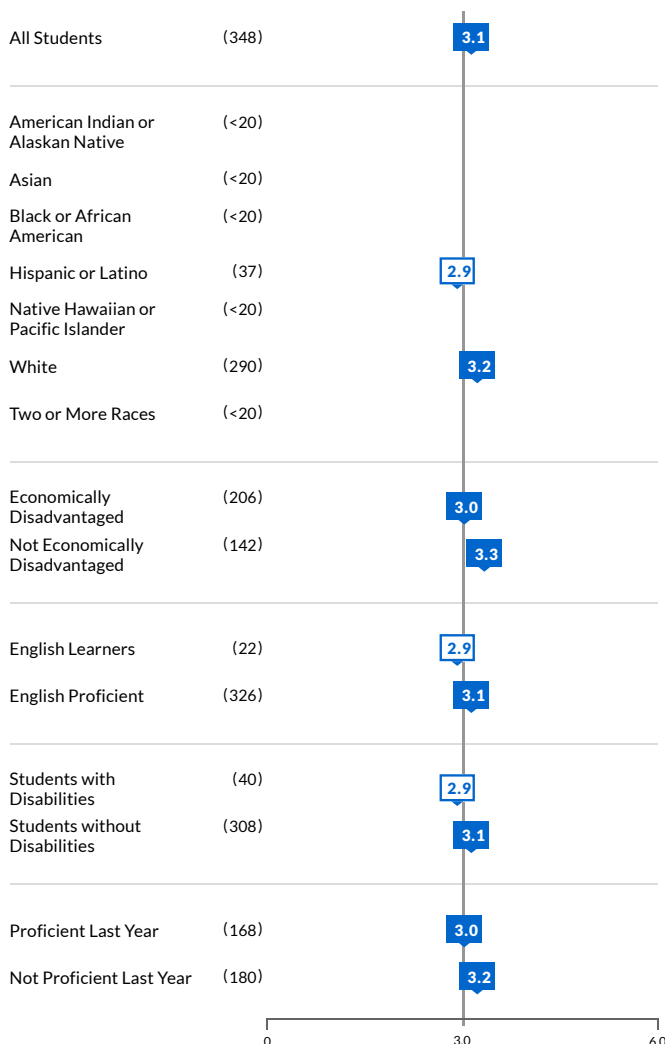 All Students (348) 3.1
American Indian or (<20)
Alaskan Native
Asian (<20)
Black or African (<20)
American
Hispanic or Latino (37) 2.9
Native Hawaiian or (<20)
Pacific Islander
White (290) 3.2
Two or More Races (<20)
Economically (206) 3.0
Disadvantaged
Not Economically (142) 3.3
Disadvantaged
English Learners (22) 2.9
English Proficient (326) 3.1
Students with (40) 2.9
Disabilities
Students without (308) 3.1
Disabilities
Proficient Last Year (168) 3.0
Not Proficient Last Year (180) 3.2
0 3.0 6.0